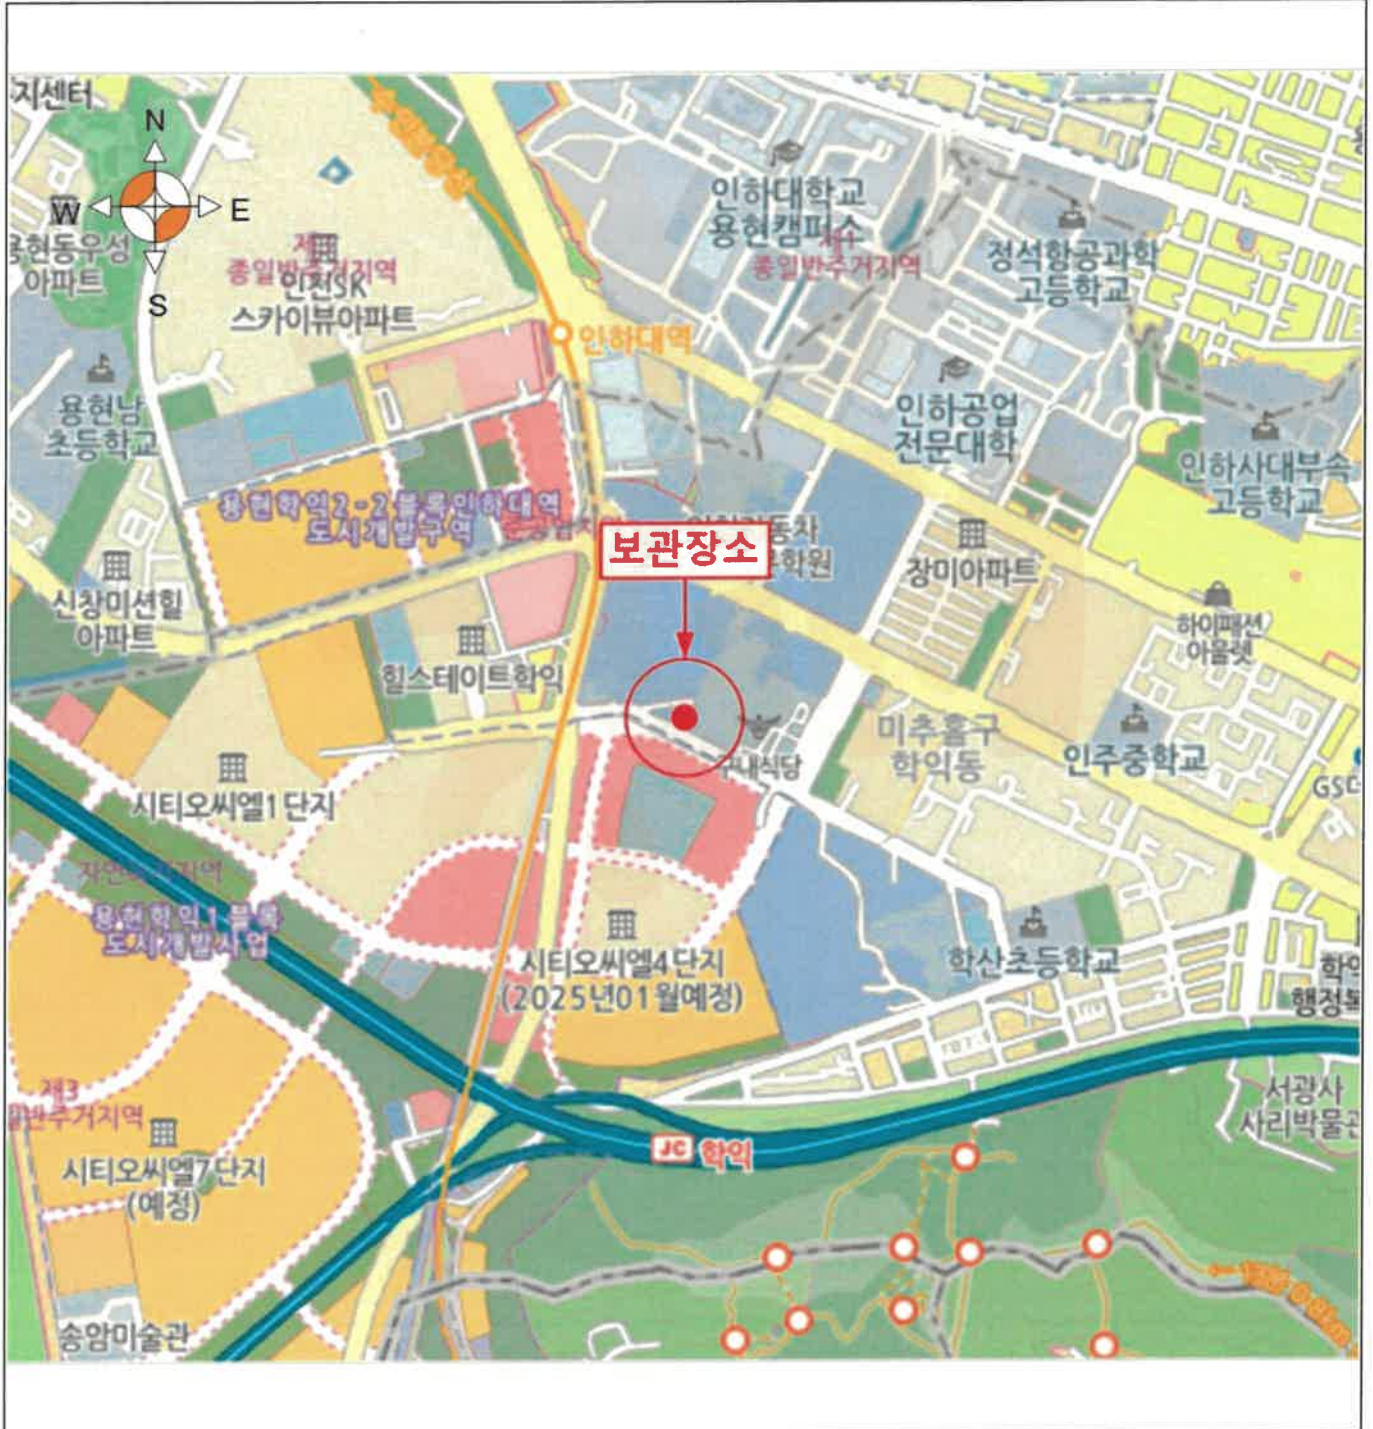 지센터
N
W
E
S
용현동우성
아파트
종일반주거지역
인천SK
스카이뷰아파트
인하대학교
용현캠퍼스
종일반주거지역
정석항공과학
고등학교
인하대역
용현남
초등학교
인하공업
전문대학
인하사대부속
고등학교
용현학익2-2블록인하대역
도시개발구역
보관장소
장미아파트
신창미션힐
아파트
하이패션
아울렛
힐스테이트학익
미추홀구
학익동
인주중학교
구내식당
GS
시티오씨엘1단지
용현학익1블록
도시개발사업
시티오씨엘4단지
(2025년01월예정)
학산초등학교
학익
행정복
제3
일반주거지역
시티오씨엘7단지
(예정)
JC 학익
서광사
사리박물관
송암미술관